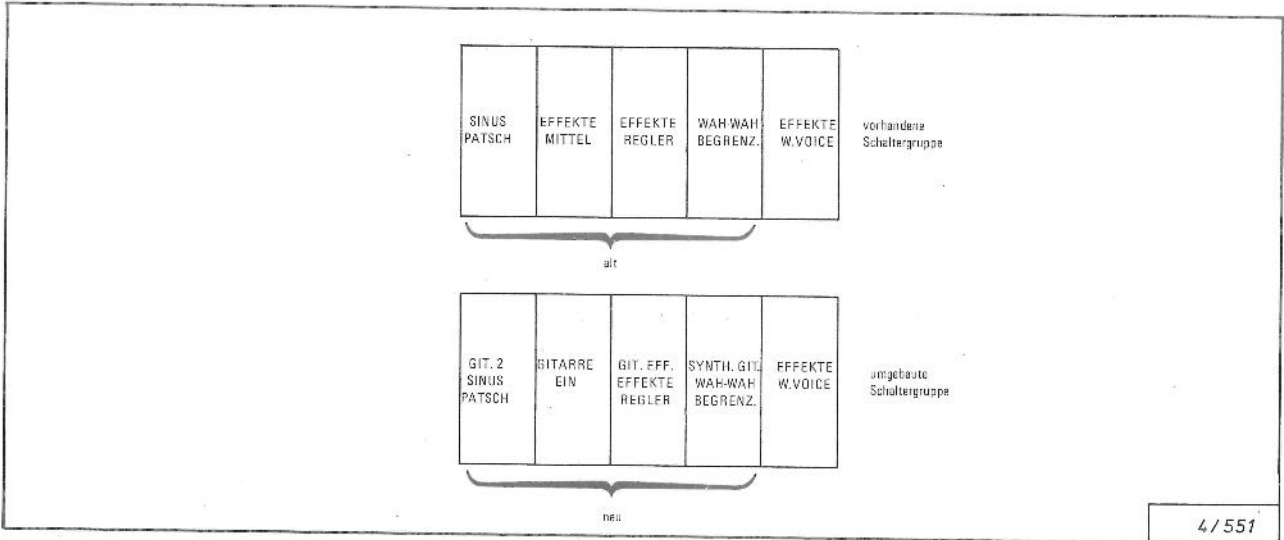 SINUS
PATSCH
EFFEKTE
MITTEL
EFFEKTE
REGLER
WAH-WAH
BEGRENZ.
EFFEKTE
W.VOICE
vorhandene
Schaltergruppe
alt
GIT. 2
SINUS
PATSCH
GITARRE
EIN
GIT. EFF.
EFFEKTE
REGLER
SYNTH. GIT.
WAH-WAH
BEGRENZ.
EFFEKTE
W.VOICE
umgebaute
Schaltergruppe
neu
4/551